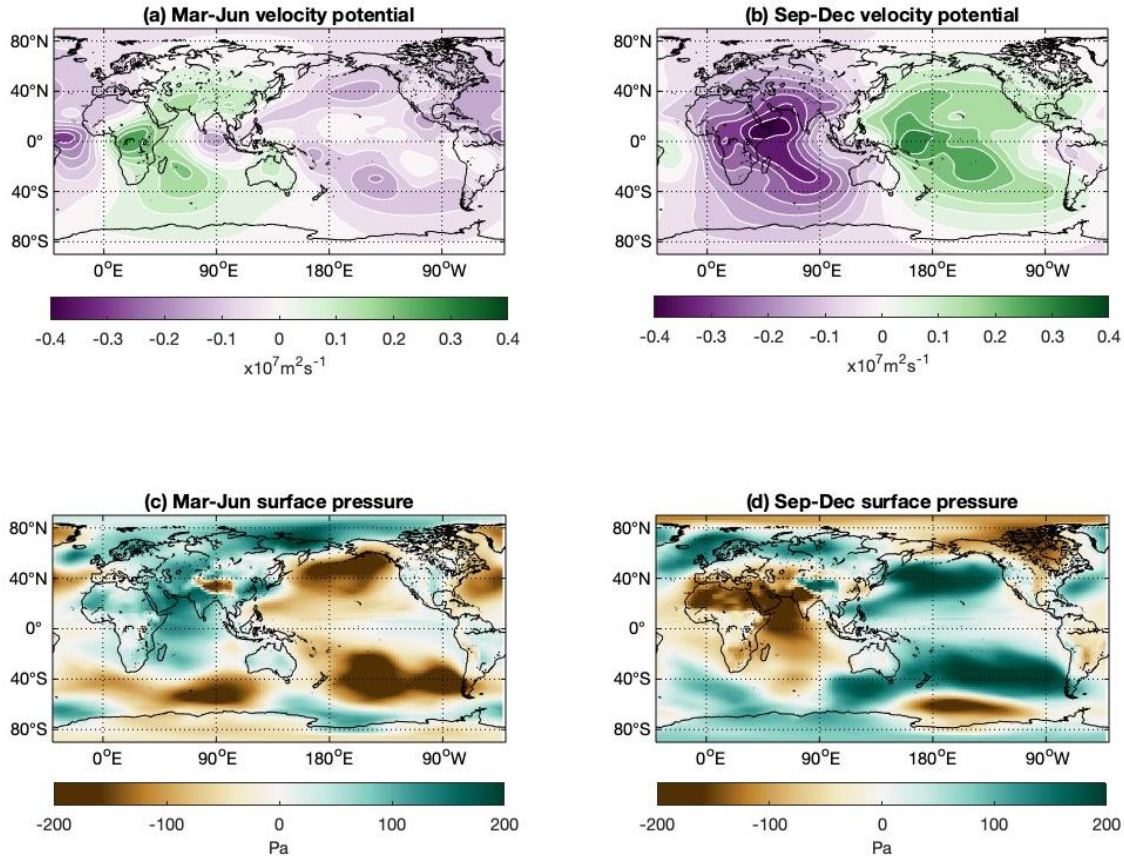 (a) Mar-Jun velocity potential
80°N
40°N
0°
40°S
80°S
0°E 90°E 180°E 90°W
-0.4 -0.3 -0.2 -0.1 0 0.1 0.2 0.3 0.4
x10⁷m²s⁻¹
(b) Sep-Dec velocity potential
80°N
40°N
0°
40°S
80°S
0°E 90°E 180°E 90°W
-0.4 -0.3 -0.2 -0.1 0 0.1 0.2 0.3 0.4
x10⁷m²s⁻¹
(c) Mar-Jun surface pressure
80°N
40°N
0°
40°S
80°S
0°E 90°E 180°E 90°W
-200 -100 0 100 200
Pa
(d) Sep-Dec surface pressure
80°N
40°N
0°
40°S
80°S
0°E 90°E 180°E 90°W
-200 -100 0 100 200
Pa